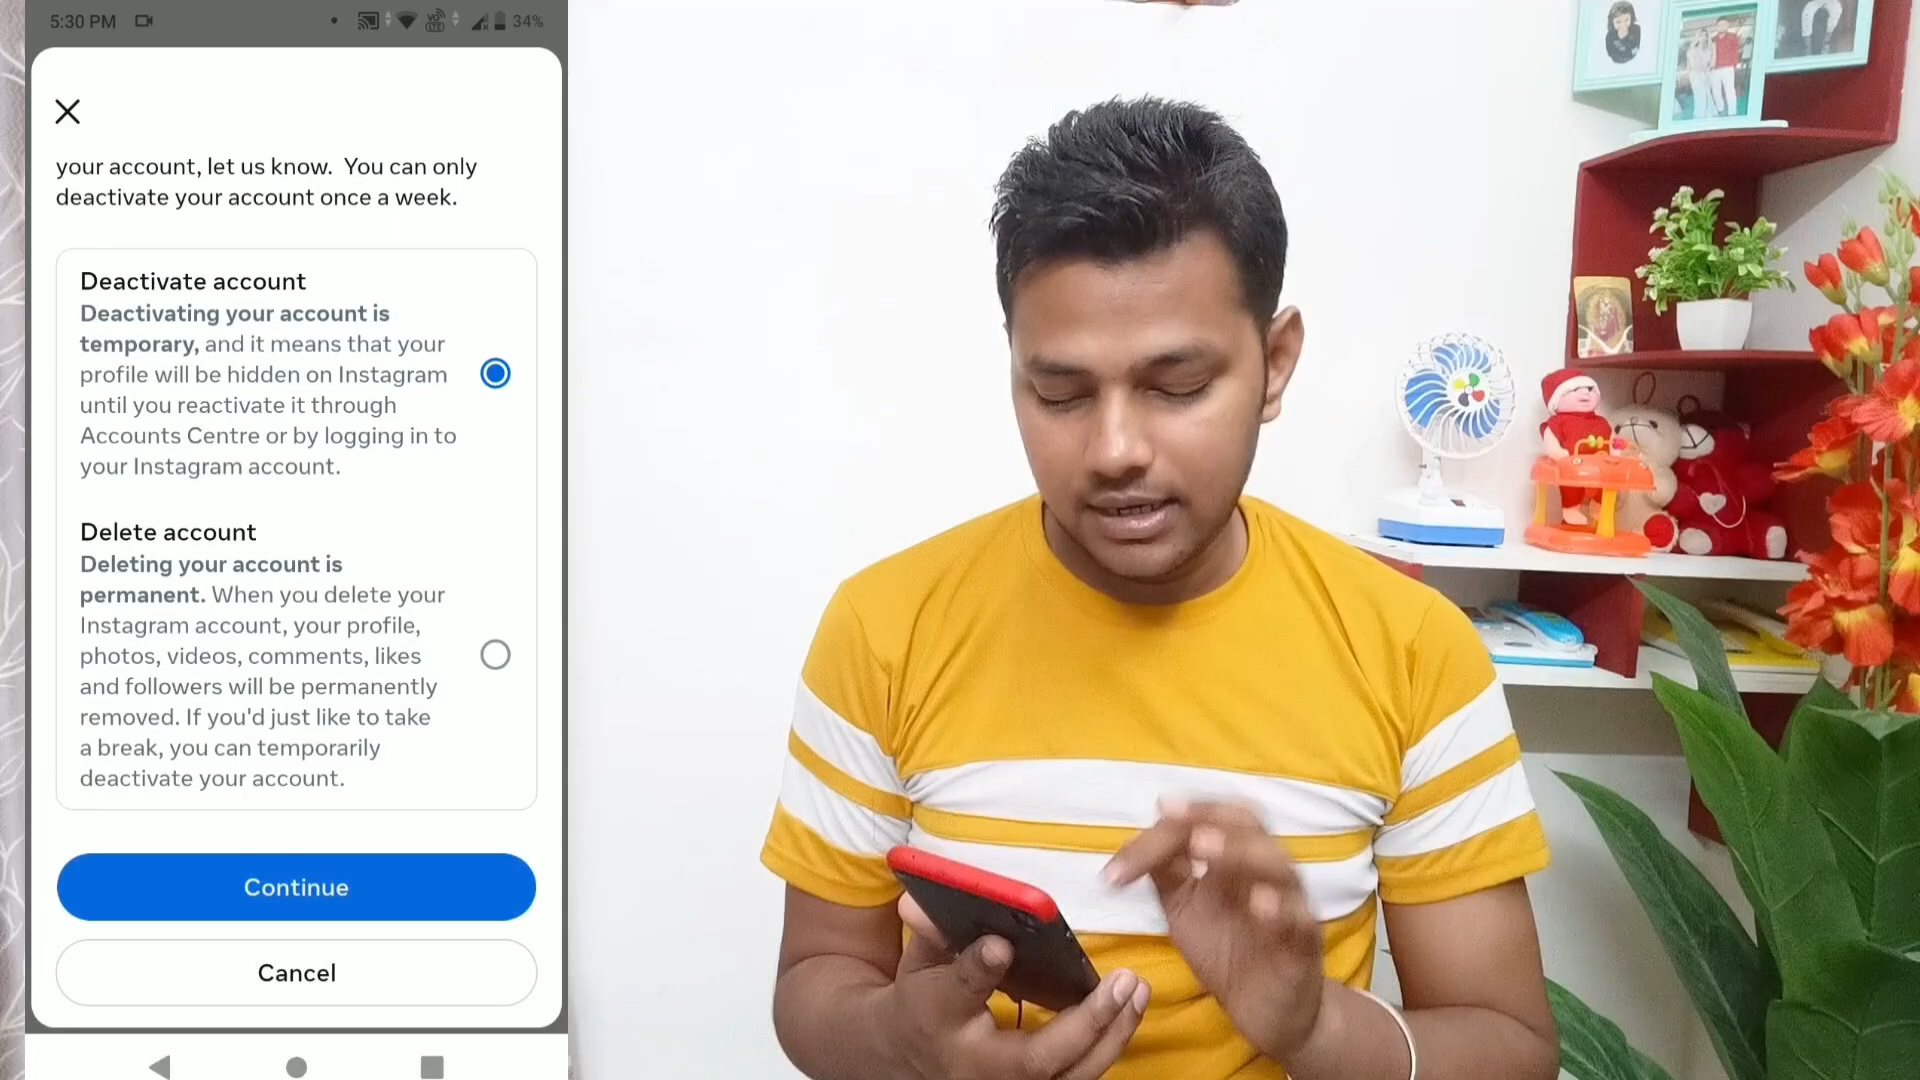 5:30 PM
VO
LTE
34%
your account, let us know. You can only
deactivate your account once a week.
Deactivate account
Deactivating your account is
temporary, and it means that your
profile will be hidden on Instagram
until you reactivate it through
Accounts Centre or by logging in to
your Instagram account.
Delete account
Deleting your account is
permanent. When you delete your
Instagram account, your profile,
photos, videos, comments, likes
and followers will be permanently
removed. If you'd just like to take
a break, you can temporarily
deactivate your account.
Continue
Cancel